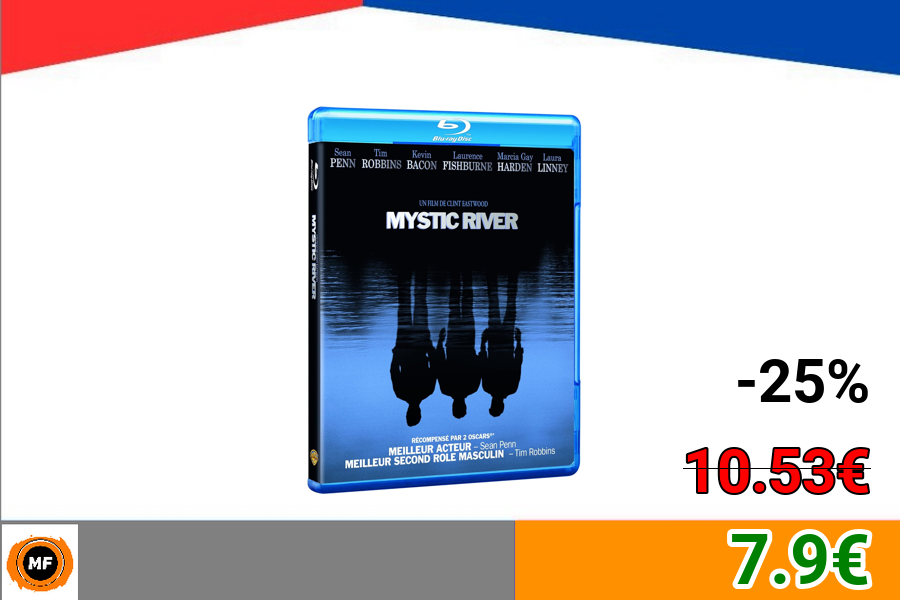 Blu-ray Disc
Sean PENN
Tim ROBBINS
Kevin BACON
Laurence FISHBURNE
Marcia Gay HARDEN
Laura LINNEY
UN FILM DE CLINT EASTWOOD
MYSTIC RIVER
MYSTIC RIVER
RÉCOMPENSÉ PAR 2 OSCARS
MEILLEUR ACTEUR – Sean Penn
MEILLEUR SECOND ROLE MASCULIN – Tim Robbins
-25%
10.53€
7.9€
MF